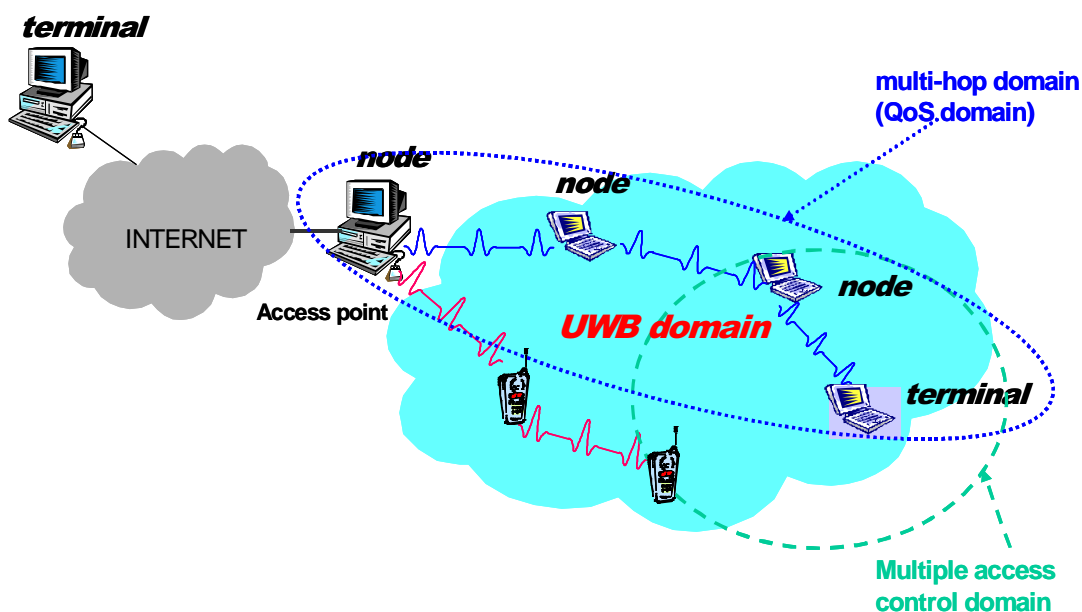 terminal
multi-hop domain
(QoS.domain)
node
node
INTERNET
node
Access point
UWB domain
terminal
Multiple access
control domain